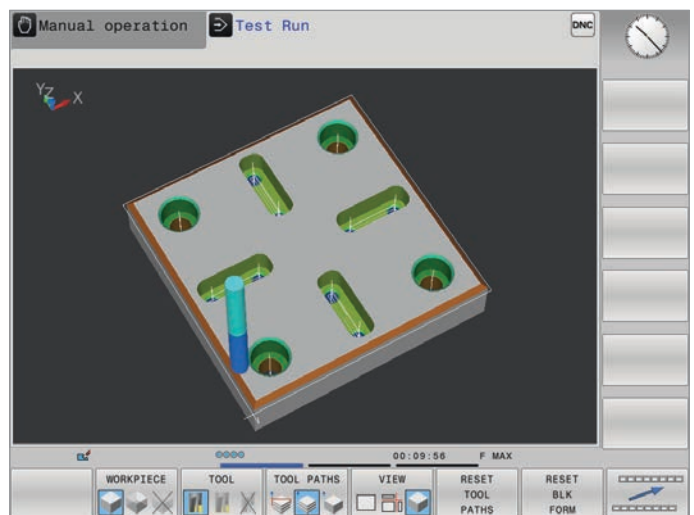 Manual operation
Test Run
DNC
Y
Z
X
00:09:56 F MAX
WORKPIECE
TOOL
TOOL PATHS
VIEW
RESET
TOOL
PATHS
RESET
BLK
FORM